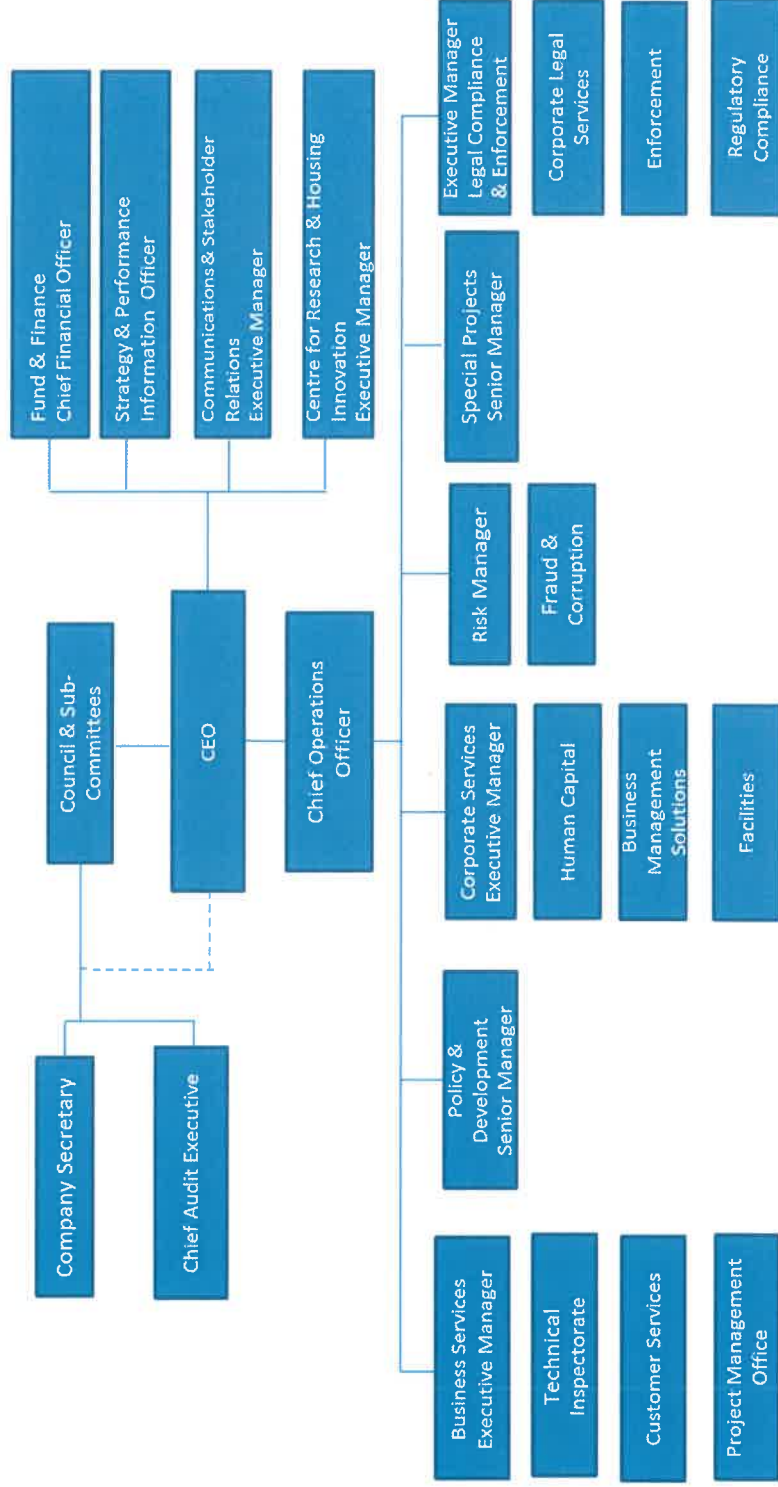 Council & Sub-
Committees
Company Secretary
Chief Audit Executive
CEO
Chief Operations
Officer
Fund & Finance
Chief Financial Officer
Strategy & Performance
Information Officer
Communications & Stakeholder
Relations
Executive Manager
Centre for Research & Housing
Innovation
Executive Manager
Business Services
Executive Manager
Technical
Inspectorate
Customer Services
Project Management
Office
Policy &
Development
Senior Manager
Corporate Services
Executive Manager
Human Capital
Business
Management
Solutions
Facilities
Risk Manager
Fraud &
Corruption
Special Projects
Senior Manager
Executive Manager
Legal Compliance
& Enforcement
Corporate Legal
Services
Enforcement
Regulatory
Compliance